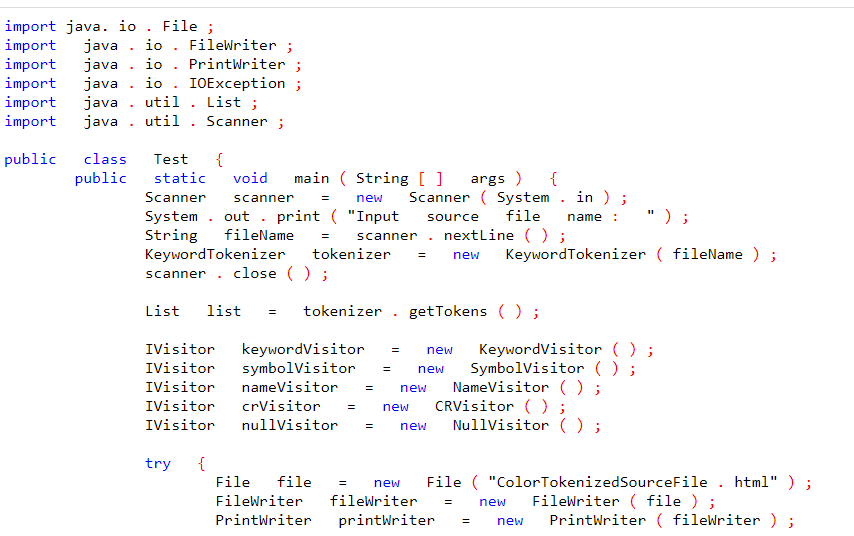 import java. io . File ;
import   java . io . FileWriter ;
import   java . io . PrintWriter ;
import   java . io . IOException ;
import   java . util . List ;
import   java . util . Scanner ;

public   class   Test   {
        public   static   void   main ( String [ ]   args )   {
                Scanner   scanner   =   new   Scanner ( System . in ) ;
                System . out . print ( "Input   source   file   name :   " ) ;
                String   fileName   =   scanner . nextLine ( ) ;
                KeywordTokenizer   tokenizer   =   new   KeywordTokenizer ( fileName ) ;
                scanner . close ( ) ;

                List   list   =   tokenizer . getTokens ( ) ;

                IVisitor   keywordVisitor   =   new   KeywordVisitor ( ) ;
                IVisitor   symbolVisitor   =   new   SymbolVisitor ( ) ;
                IVisitor   nameVisitor   =   new   NameVisitor ( ) ;
                IVisitor   crVisitor   =   new   CRVisitor ( ) ;
                IVisitor   nullVisitor   =   new   NullVisitor ( ) ;

                try   {
                        File   file   =   new   File ( "ColorTokenizedSourceFile . html" ) ;
                        FileWriter   fileWriter   =   new   FileWriter ( file ) ;
                        PrintWriter   printWriter   =   new   PrintWriter ( fileWriter ) ;